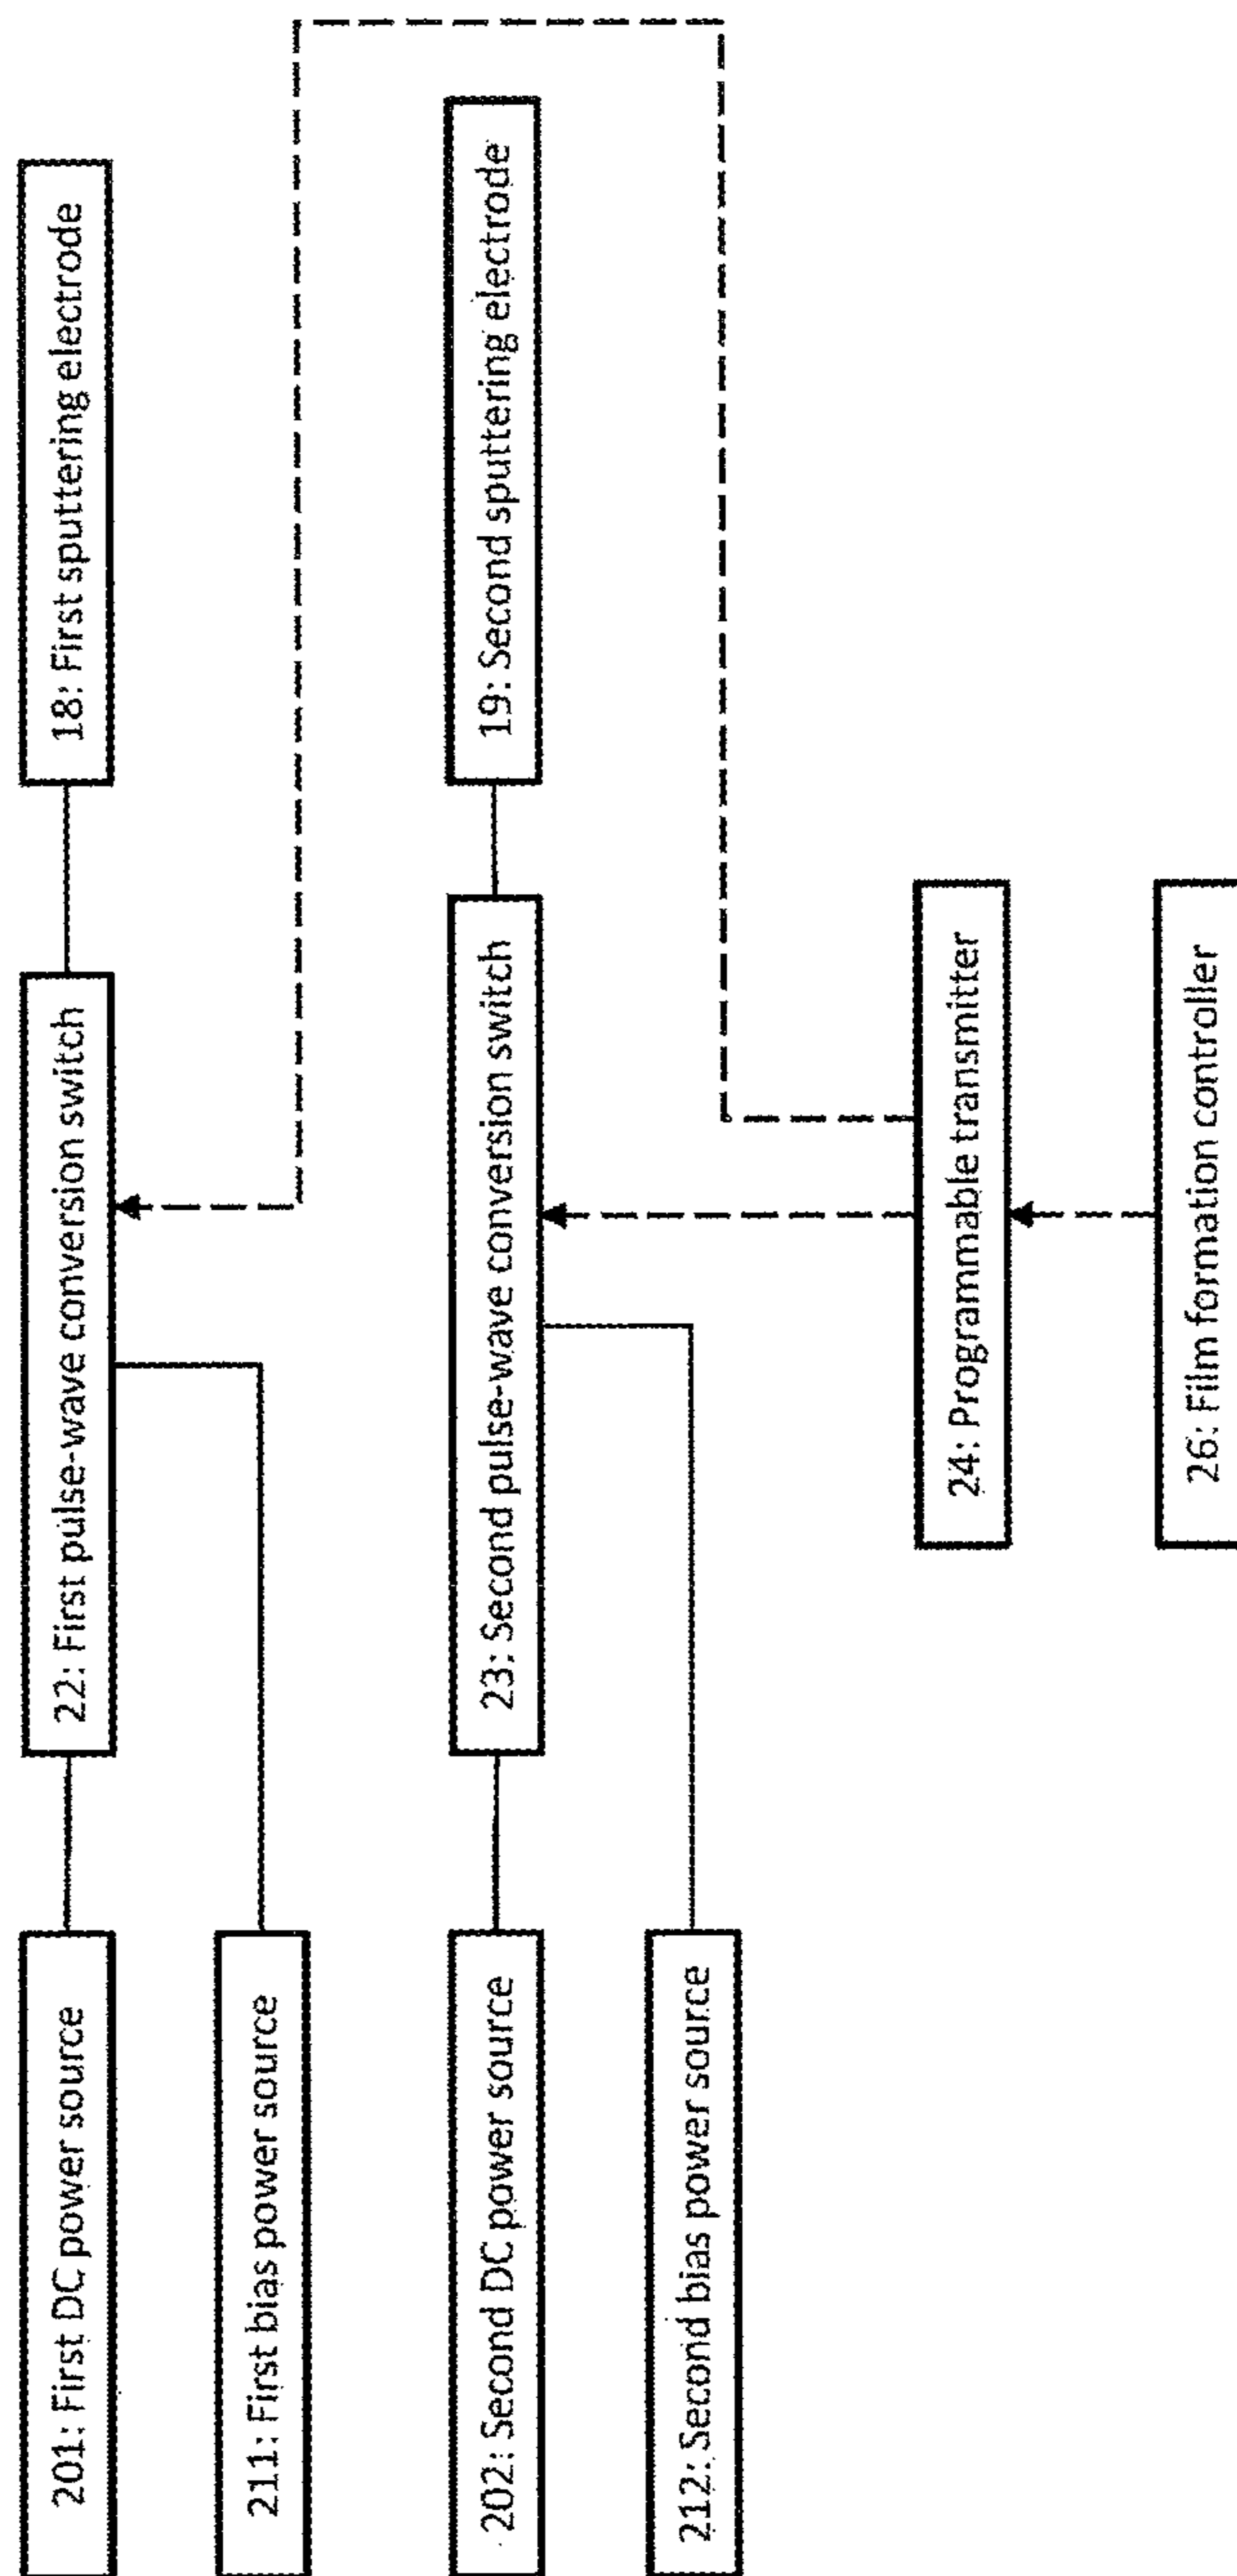 201: First DC power source
22: First pulse-wave conversion switch
18: First sputtering electrode
211: First bias power source
202: Second DC power source
23: Second pulse-wave conversion switch
19: Second sputtering electrode
212: Second bias power source
24: Programmable transmitter
26: Film formation controller